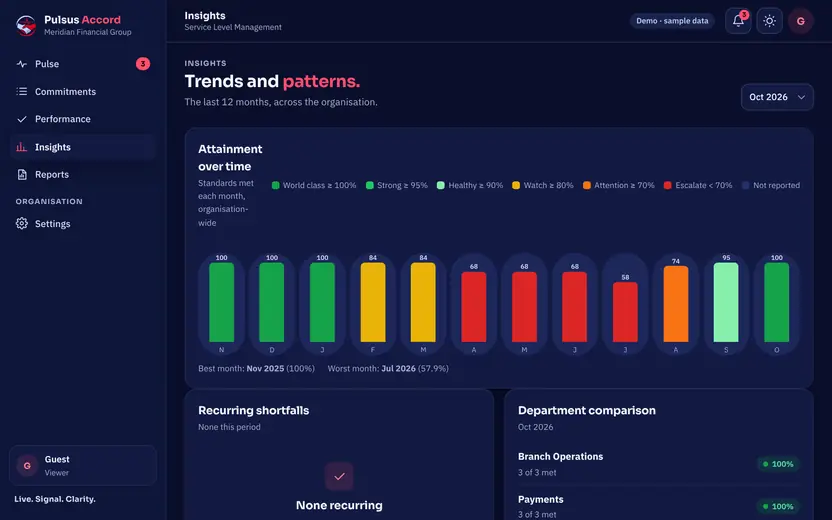 Pulsus Accord
Meridian Financial Group
Pulse
3
Commitments
Performance
Insights
Reports
ORGANISATION
Settings
G
Guest
Viewer
Live. Signal. Clarity.
Insights
Service Level Management
Demo · sample data
3
G
INSIGHTS
Trends and patterns.
The last 12 months, across the organisation.
Oct 2026
Attainment
over time
Standards met
each month,
organisation-
wide
World class ≥ 100%
Strong ≥ 95%
Healthy ≥ 90%
Watch ≥ 80%
Attention ≥ 70%
Escalate < 70%
Not reported
100 100 100 84 84 68 68 68 58 74 95 100
N D J F M A M J J A S O
Best month: Nov 2025 (100%) Worst month: Jul 2026 (57.9%)
Recurring shortfalls
None this period
None recurring
Department comparison
Oct 2026
Branch Operations
3 of 3 met
100%
Payments
3 of 3 met
100%